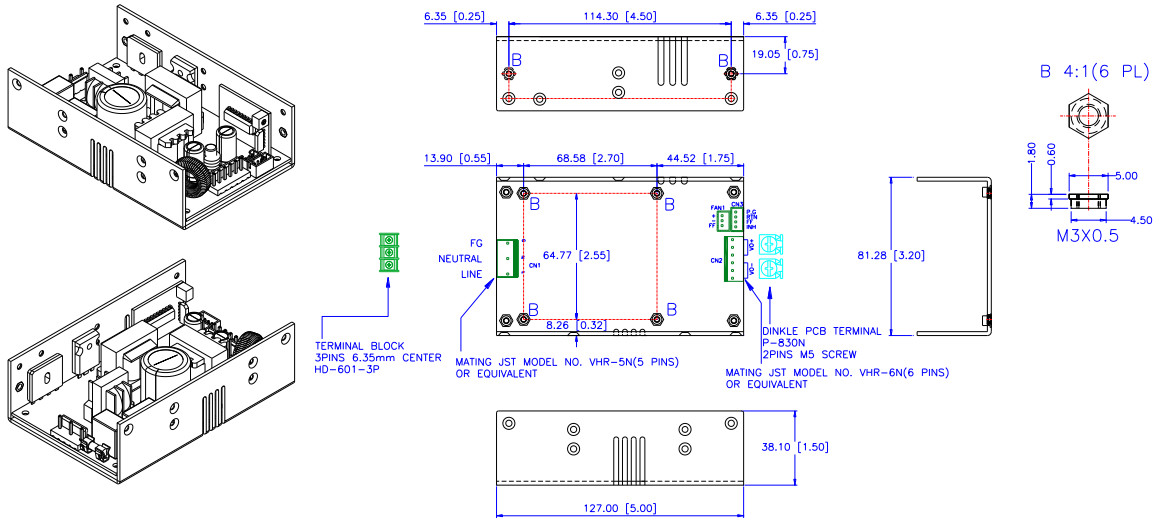 6.35 [0.25]
114.30 [4.50]
6.35 [0.25]
19.05 [0.75]
B
B
B 4:1(6 PL)
1.80
0.60
5.00
4.50
M3X0.5
13.90 [0.55]
68.58 [2.70]
44.52 [1.75]
B
B
FAN1
CN3
+
-
FF
INH
FG
NEUTRAL
LINE
CN1
64.77 [2.55]
CN2
VO+
VO-
81.28 [3.20]
B
B
8.26 [0.32]
TERMINAL BLOCK
3PINS 6.35mm CENTER
HD-601-3P
MATING JST MODEL NO. VHR-5N(5 PINS)
OR EQUIVALENT
DINKLE PCB TERMINAL
P-830N
2PINS M5 SCREW
MATING JST MODEL NO. VHR-6N(6 PINS)
OR EQUIVALENT
38.10 [1.50]
127.00 [5.00]